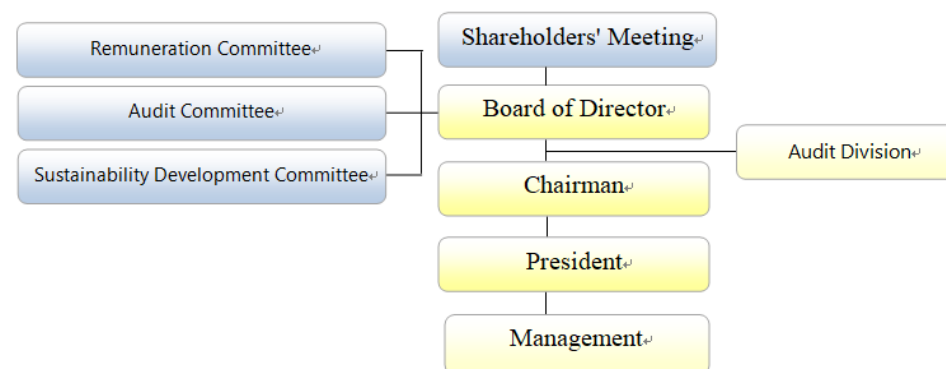 Remuneration Committee
Shareholders' Meeting
Audit Committee
Board of Director
Audit Division
Sustainability Development Committee
Chairman
President
Management